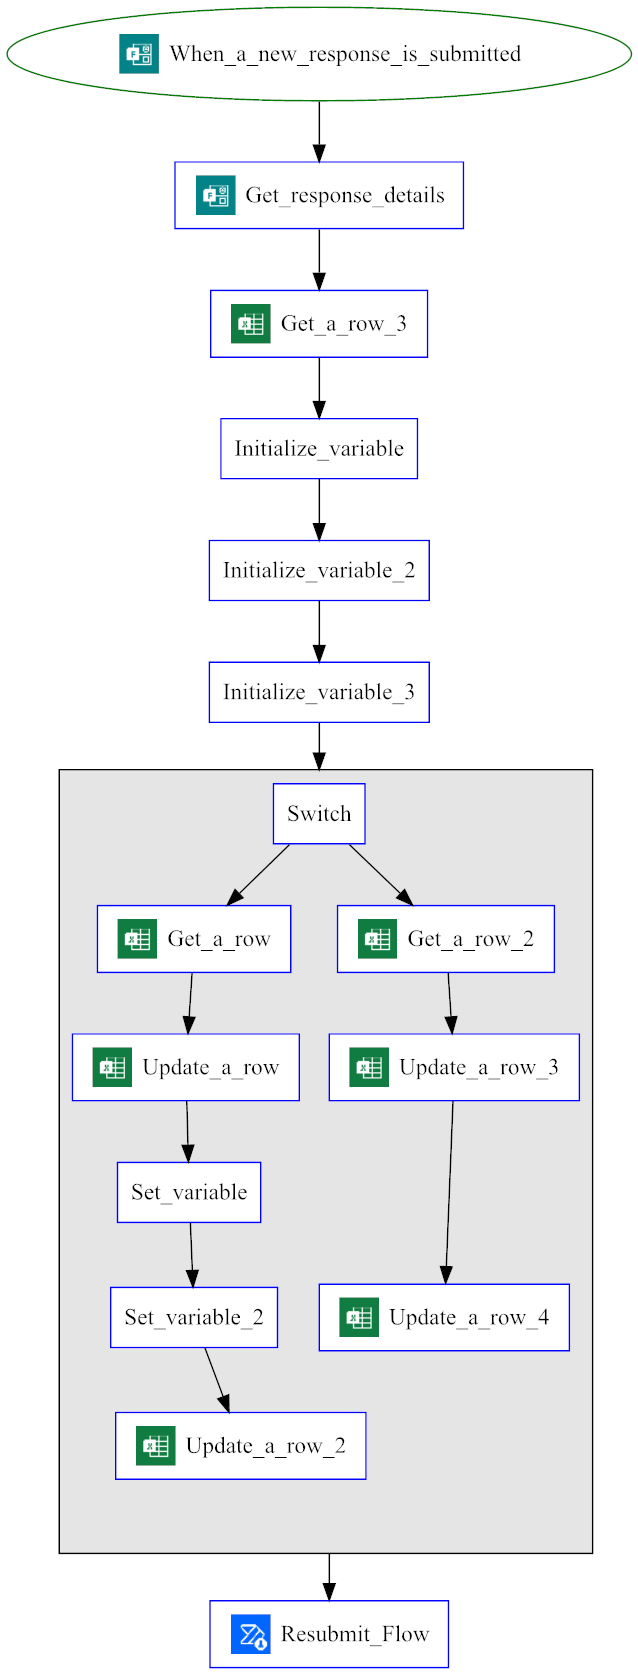 When_a_new_response_is_submitted
Get_response_details
Get_a_row_3
Initialize_variable
Initialize_variable_2
Initialize_variable_3
Switch
Get_a_row
Get_a_row_2
Update_a_row
Update_a_row_3
Set_variable
Set_variable_2
Update_a_row_4
Update_a_row_2
Resubmit_Flow